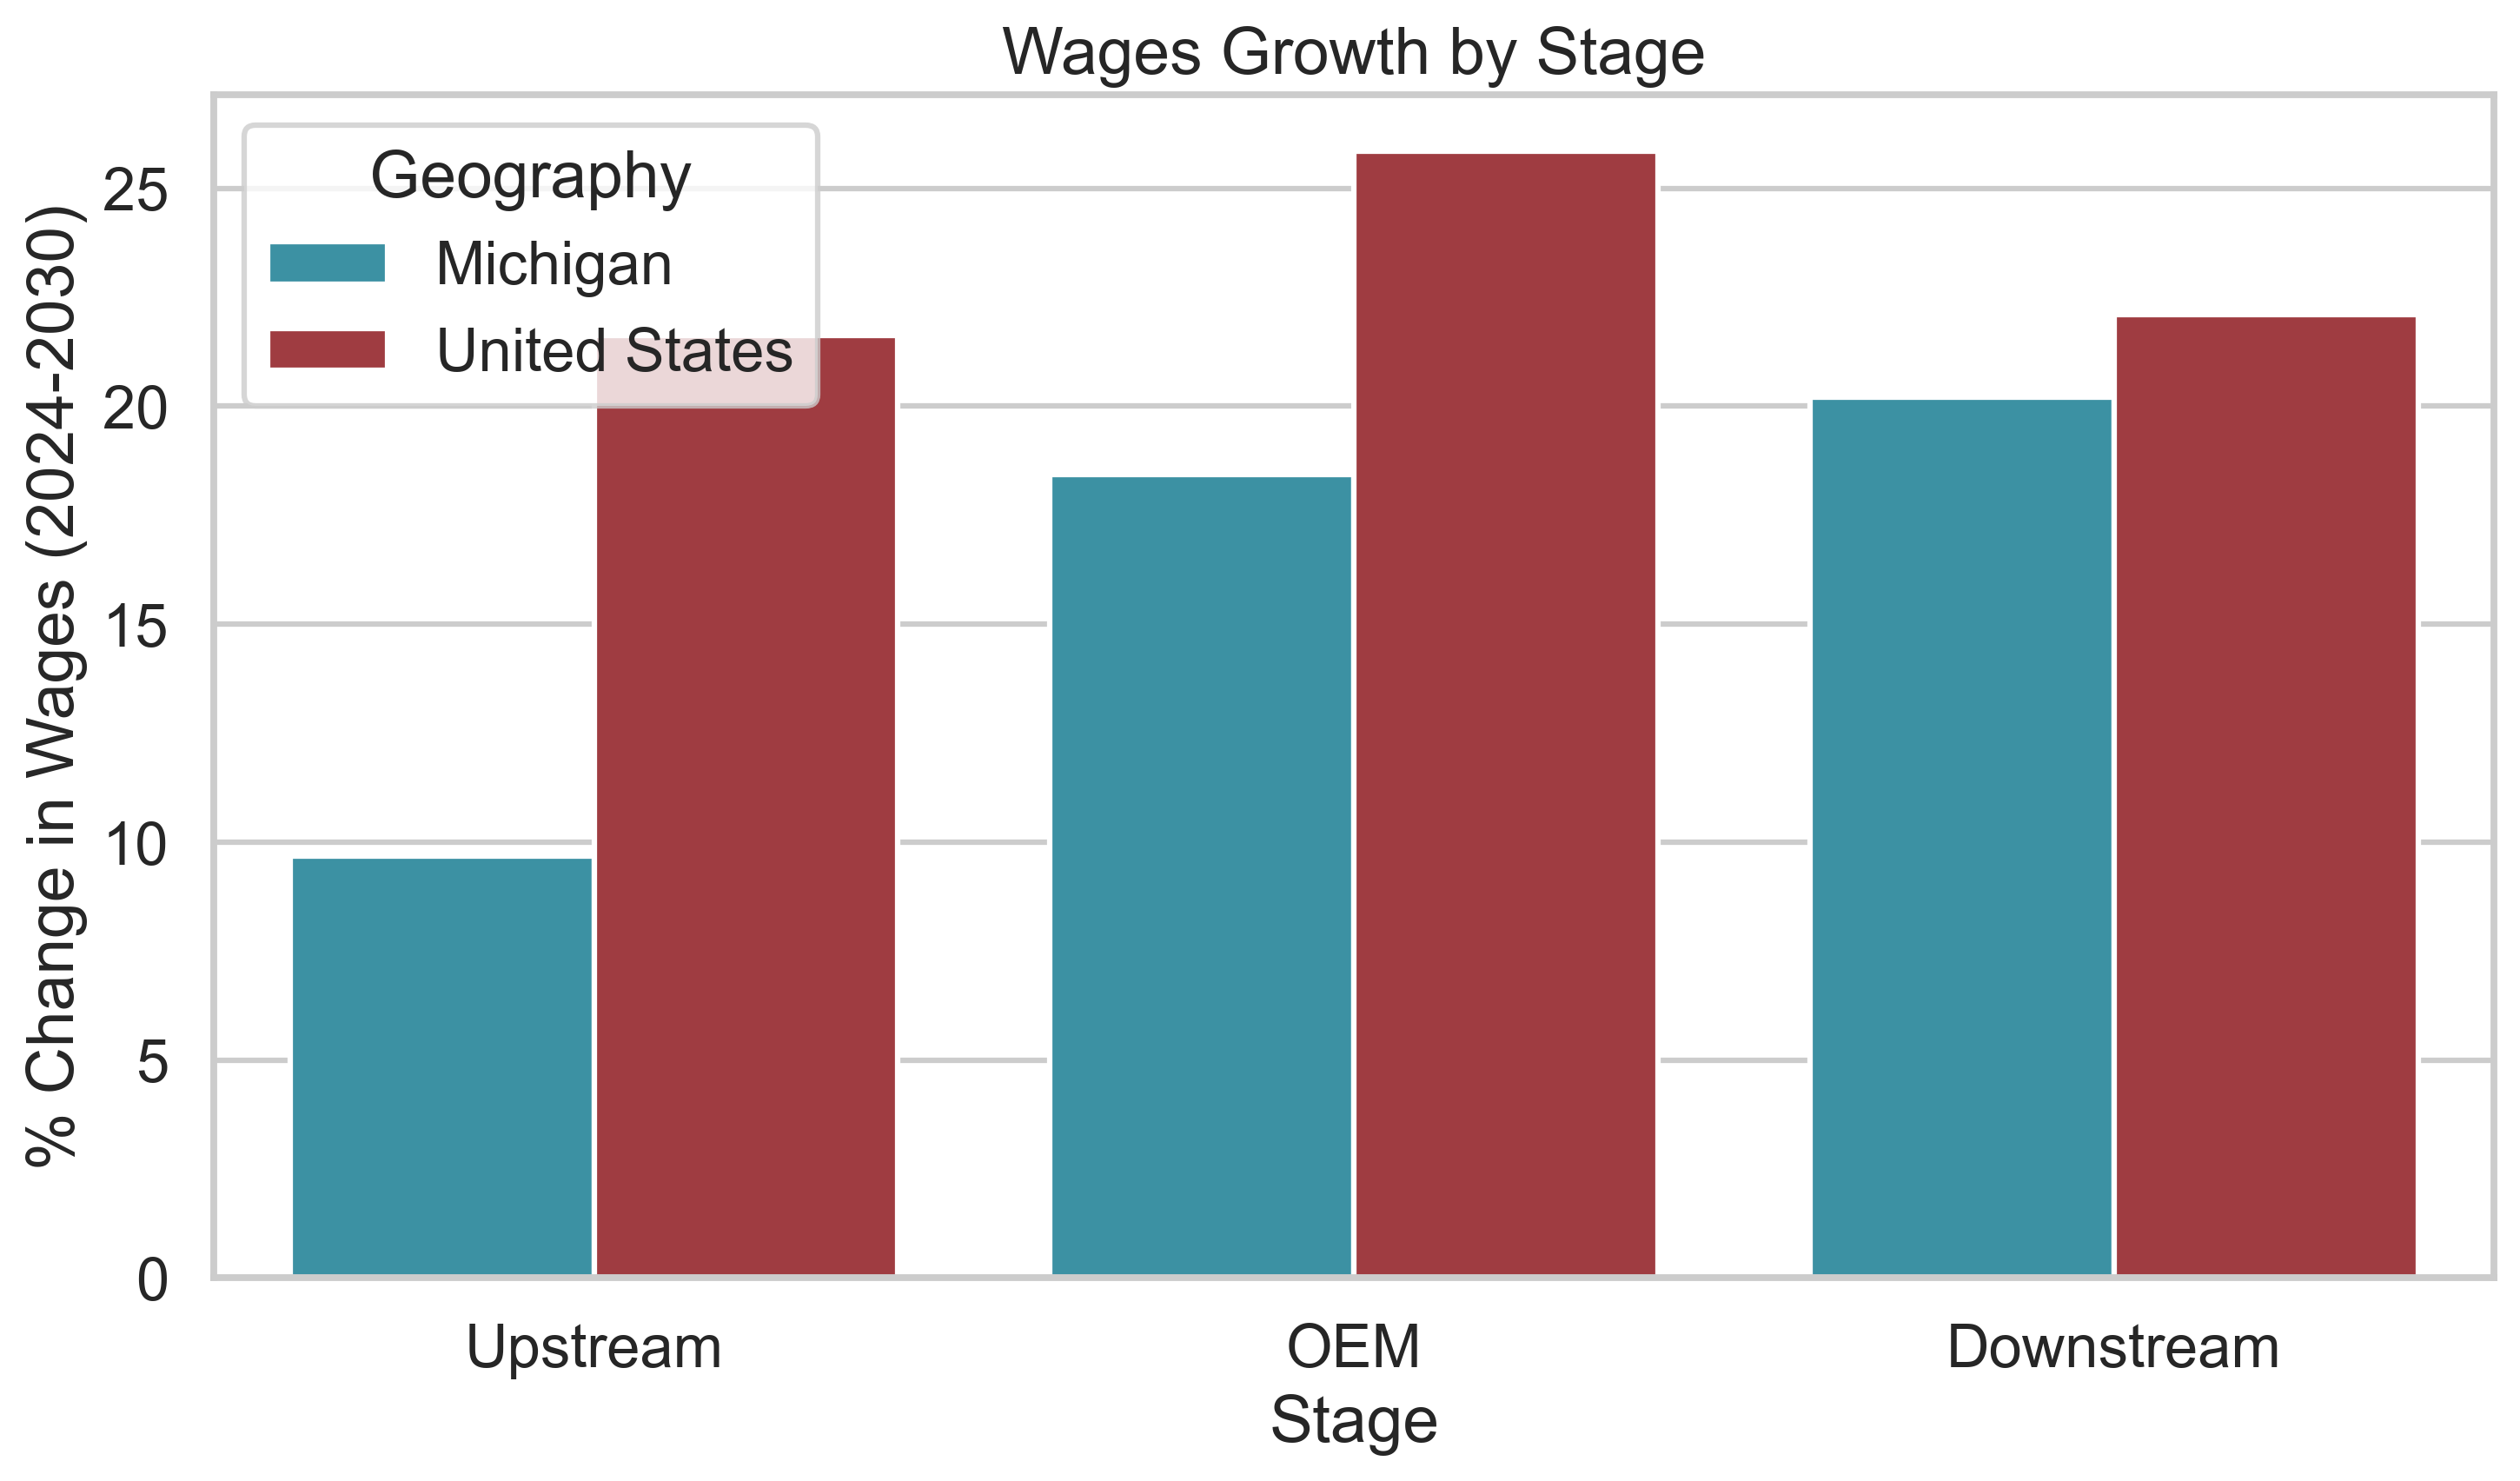 Wages Growth by Stage
% Change in Wages (2024-2030)
25
20
15
10
5
0
Geography
Michigan
United States
Upstream
OEM
Downstream
Stage